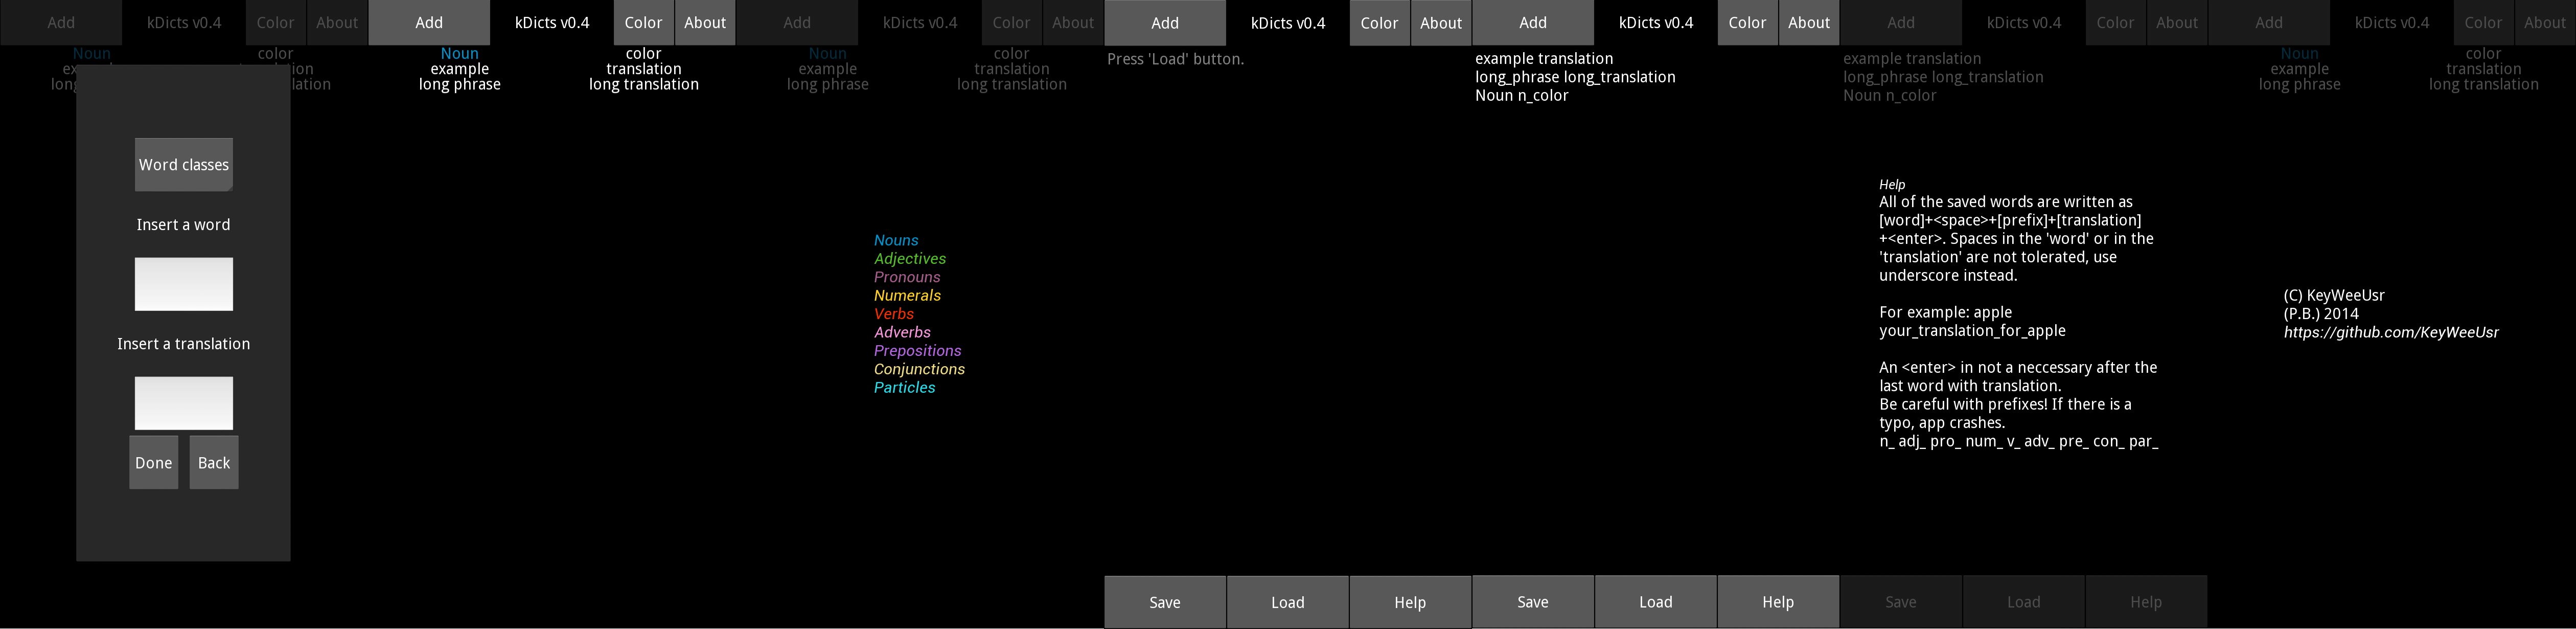 Add kDicts v0.4 Color About
Noun color
exa tion
long lation
Word classes
Insert a word
Insert a translation
Done Back
Add kDicts v0.4 Color About
Noun color
example translation
long phrase long translation
Add kDicts v0.4 Color About
Noun color
example translation
long phrase long translation
Nouns
Adjectives
Pronouns
Numerals
Verbs
Adverbs
Prepositions
Conjunctions
Particles
Add kDicts v0.4 Color About
Press 'Load' button.
Save Load Help
Add kDicts v0.4 Color About
example translation
long_phrase long_translation
Noun n_color
Save Load Help
Add kDicts v0.4 Color About
example translation
long_phrase long_translation
Noun n_color
Help
All of the saved words are written as
[word]+<space>+[prefix]+[translation]
+<enter>. Spaces in the 'word' or in the
'translation' are not tolerated, use
underscore instead.
For example: apple
your_translation_for_apple
An <enter> in not a neccessary after the
last word with translation.
Be careful with prefixes! If there is a
typo, app crashes.
n_ adj_ pro_ num_ v_ adv_ pre_ con_ par_
Save Load Help
Add kDicts v0.4 Color About
Noun color
example translation
long phrase long translation
(C) KeyWeeUsr
(P.B.) 2014
https://github.com/KeyWeeUsr